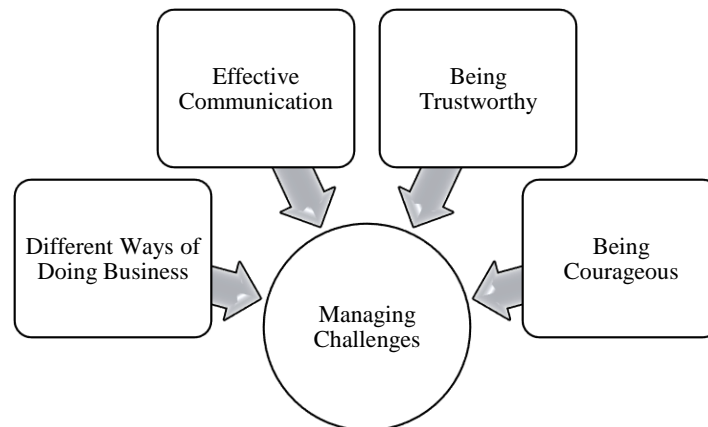 Effective
Communication
Being
Trustworthy
Different Ways of
Doing Business
Being
Courageous
Managing
Challenges